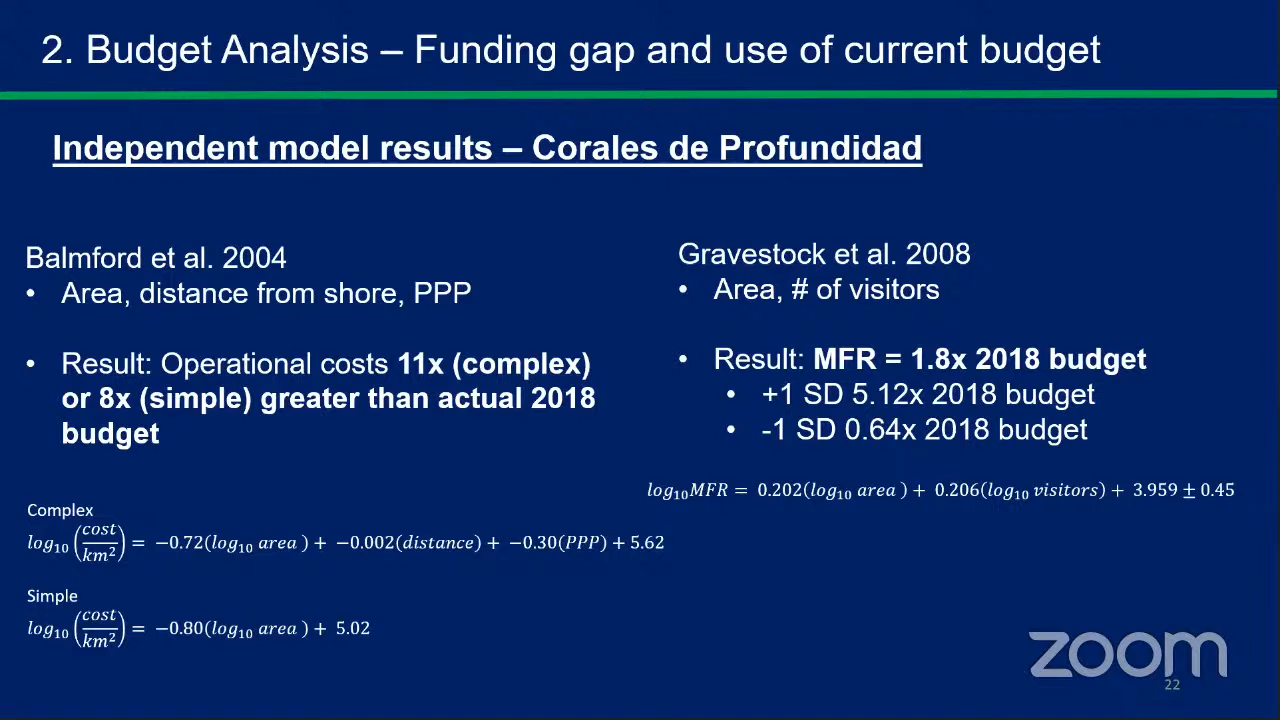 2. Budget Analysis – Funding gap and use of current budget
Independent model results – Corales de Profundidad
Balmford et al. 2004
• Area, distance from shore, PPP
• Result: Operational costs 11x (complex)
or 8x (simple) greater than actual 2018
budget
Complex
log₁₀(cost/km²) = −0.72(log₁₀ area ) + −0.002(distance) + −0.30(PPP) + 5.62
Simple
log₁₀(cost/km²) = −0.80(log₁₀ area ) + 5.02
Gravestock et al. 2008
• Area, # of visitors
• Result: MFR = 1.8x 2018 budget
• +1 SD 5.12x 2018 budget
• -1 SD 0.64x 2018 budget
log₁₀MFR = 0.202(log₁₀ area ) + 0.206(log₁₀ visitors) + 3.959 ± 0.45
zoom
22